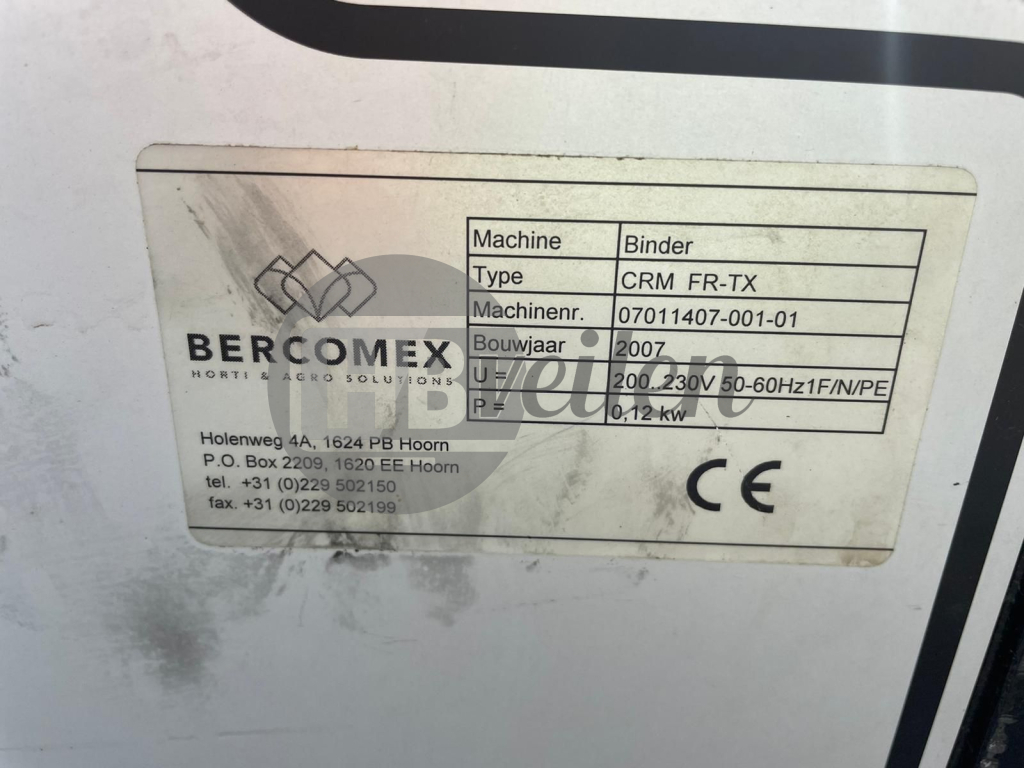 BERCOMEX
HORTI & AGRO SOLUTIONS
Holenweg 4A, 1624 PB Hoorn
P.O. Box 2209, 1620 EE Hoorn
tel. +31 (0)229 502150
fax. +31 (0)229 502199
Machine Binder
Type CRM FR-TX
Machinenr. 07011407-001-01
Bouwjaar 2007
U = 200..230V 50-60Hz1F/N/PE
P = 0,12 kw
CE
HB veilen